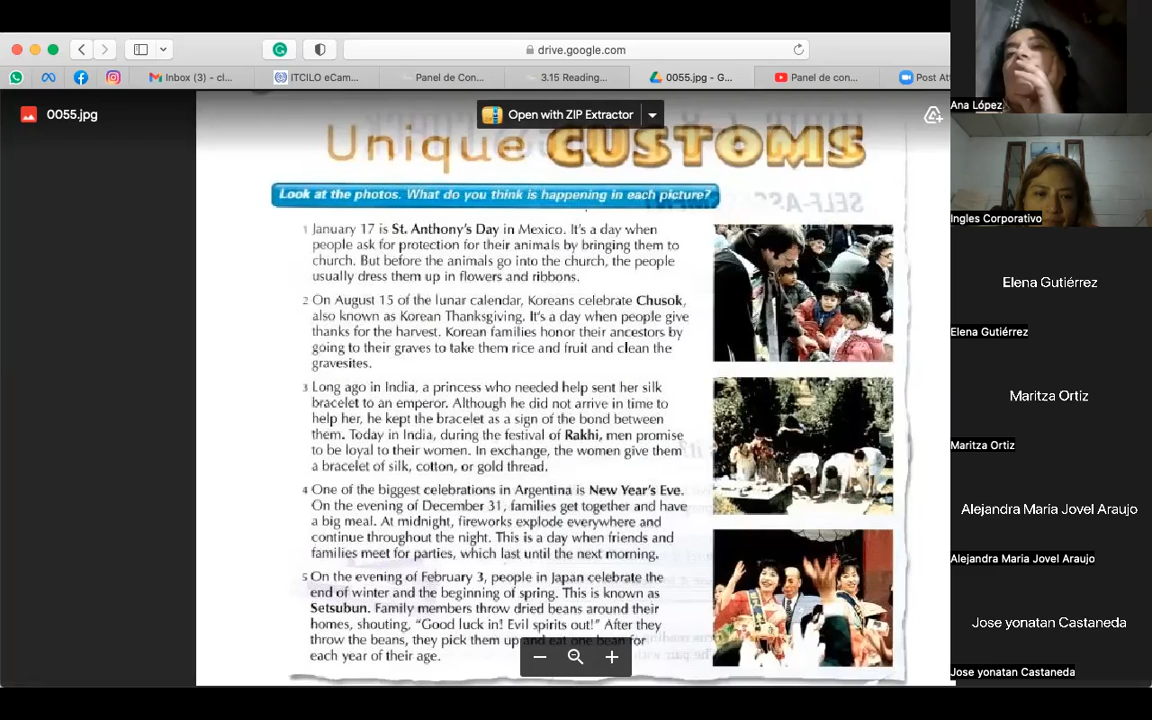 drive.google.com
Inbox (3) - cl...
ITCILO eCam...
Panel de Con...
3.15 Reading...
0055.jpg - G...
Panel de con...
Post Att
0055.jpg
Open with ZIP Extractor
Unique CUSTOMS
Look at the photos. What do you think is happening in each picture?
1 January 17 is St. Anthony's Day in Mexico. It's a day when
people ask for protection for their animals by bringing them to
church. But before the animals go into the church, the people
usually dress them up in flowers and ribbons.
2 On August 15 of the lunar calendar, Koreans celebrate Chusok,
also known as Korean Thanksgiving. It's a day when people give
thanks for the harvest. Korean families honor their ancestors by
going to their graves to take them rice and fruit and clean the
gravesites.
3 Long ago in India, a princess who needed help sent her silk
bracelet to an emperor. Although he did not arrive in time to
help her, he kept the bracelet as a sign of the bond between
them. Today in India, during the festival of Rakhi, men promise
to be loyal to their women. In exchange, the women give them
a bracelet of silk, cotton, or gold thread.
4 One of the biggest celebrations in Argentina is New Year's Eve.
On the evening of December 31, families get together and have
a big meal. At midnight, fireworks explode everywhere and
continue throughout the night. This is a day when friends and
families meet for parties, which last until the next morning.
5 On the evening of February 3, people in Japan celebrate the
end of winter and the beginning of spring. This is known as
Setsubun. Family members throw dried beans around their
homes, shouting, "Good luck in! Evil spirits out!" After they
throw the beans, they pick them up and eat one bean for
each year of their age.
Ana López
Ingles Corporativo
Elena Gutiérrez
Elena Gutiérrez
Maritza Ortiz
Maritza Ortiz
Alejandra Maria Jovel Araujo
Alejandra Maria Jovel Araujo
Jose yonatan Castaneda
Jose yonatan Castaneda